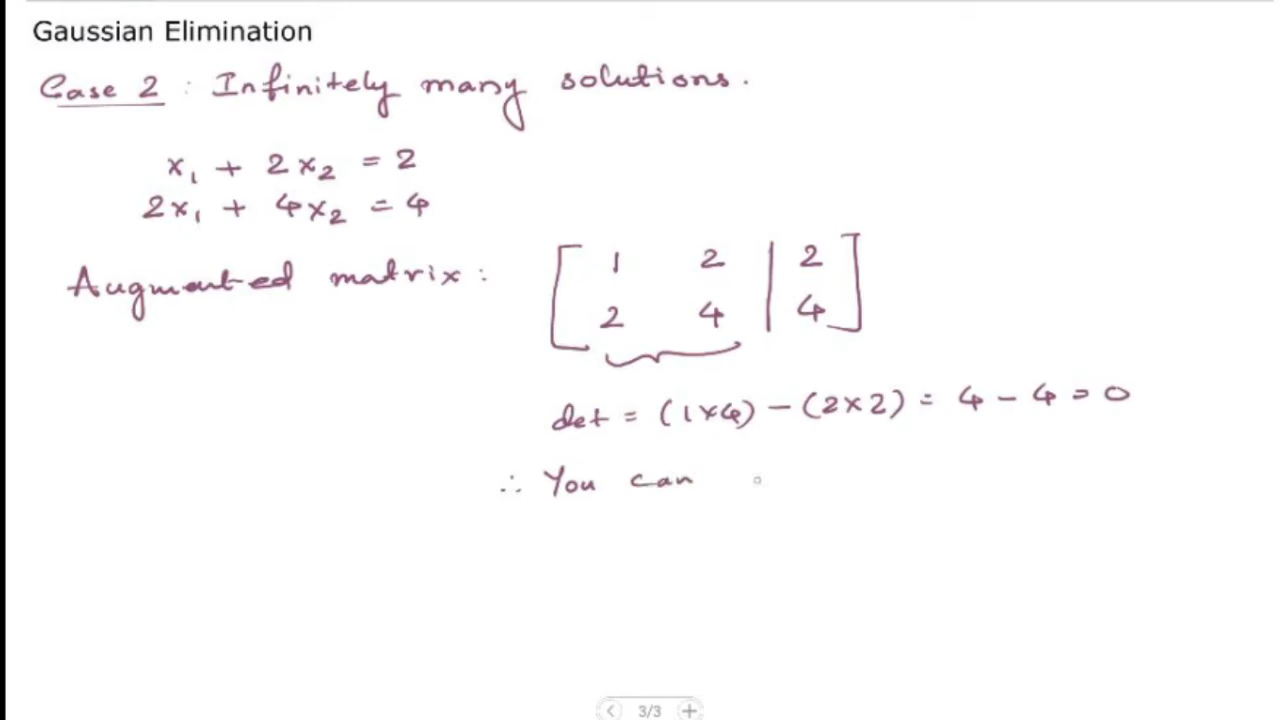 Gaussian Elimination
Case 2 : Infinitely many solutions.
x₁ + 2x₂ = 2
2x₁ + 4x₂ = 4
Augmented matrix : [ 1 2 | 2
2 4 | 4 ]
det = (1×4) - (2×2) = 4 - 4 = 0
∴ You can
3/3